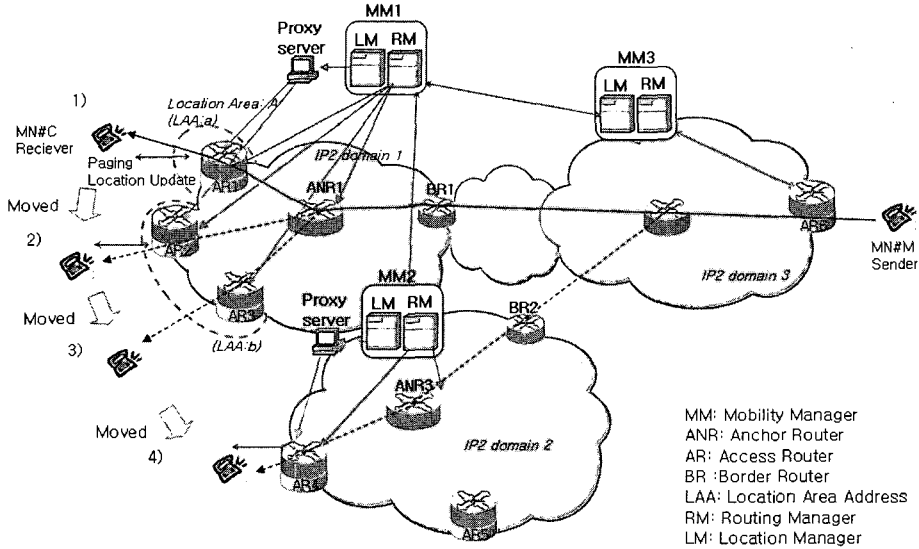 MM1
Proxy
server
LM RM
MM3
LM RM
1)
Location Area: A
(LAA:a)
MN#C
Reciever
Paging
Location Update
AR1
IP2 domain 1
ANR1
BR1
Moved
2)
MN#M
Sender
IP2 domain 3
MM2
LM RM
Proxy
server
AR3
BR2
Moved
(LAA:b)
3)
ANR3
Moved
4)
IP2 domain 2
AR4
MM: Mobility Manager
ANR: Anchor Router
AR: Access Router
BR :Border Router
LAA: Location Area Address
RM: Routing Manager
LM: Location Manager